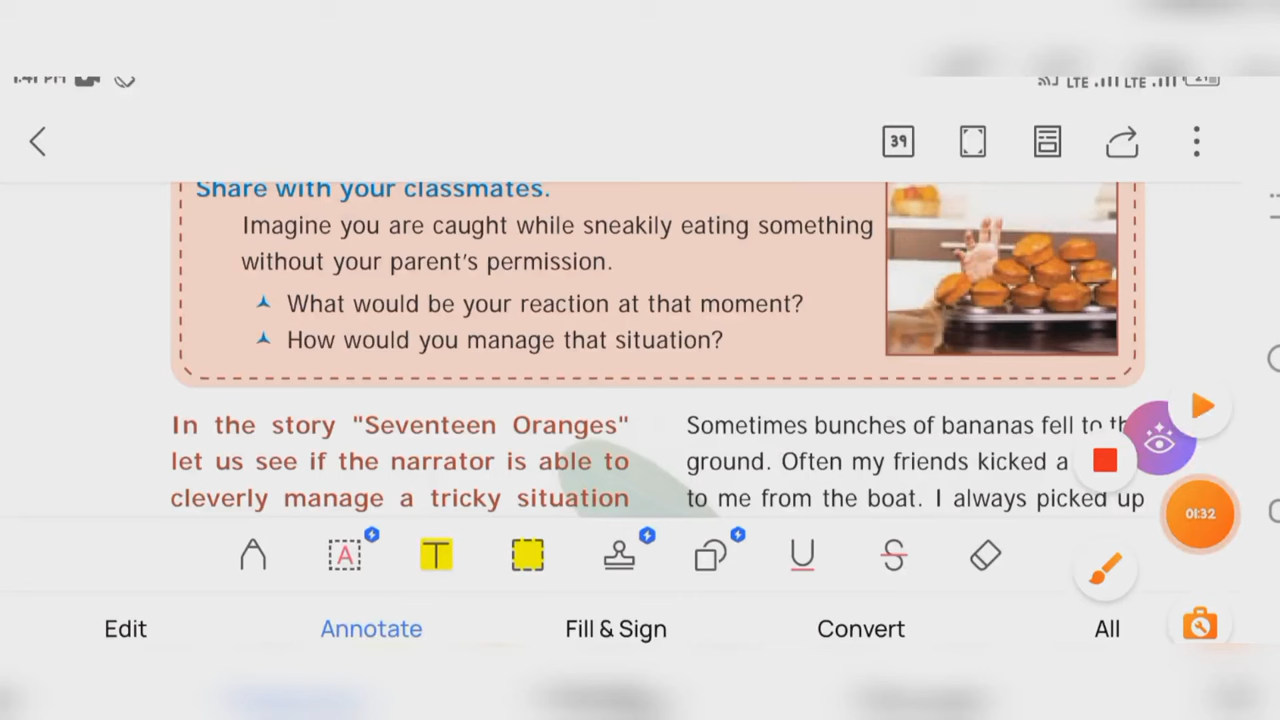 39
LTE LTE
Share with your classmates.
Imagine you are caught while sneakily eating something
without your parent's permission.
What would be your reaction at that moment?
How would you manage that situation?
In the story "Seventeen Oranges"
let us see if the narrator is able to
cleverly manage a tricky situation
Sometimes bunches of bananas fell to
ground. Often my friends kicked a
to me from the boat. I always picked up
01:32
A T U S
Edit Annotate Fill & Sign Convert All